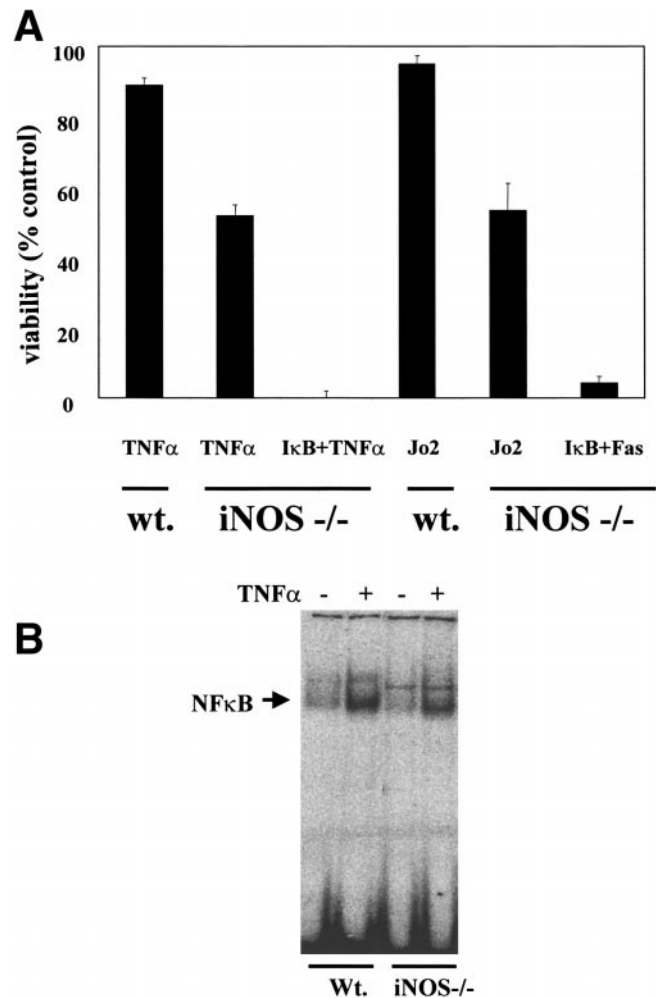 A
viability (% control)
100
80
60
40
20
0
TNFα TNFα IκB+TNFα Jo2 Jo2 IκB+Fas
wt. iNOS -/- wt. iNOS -/-
B
TNFα - + - +
NFκB
Wt. iNOS-/-